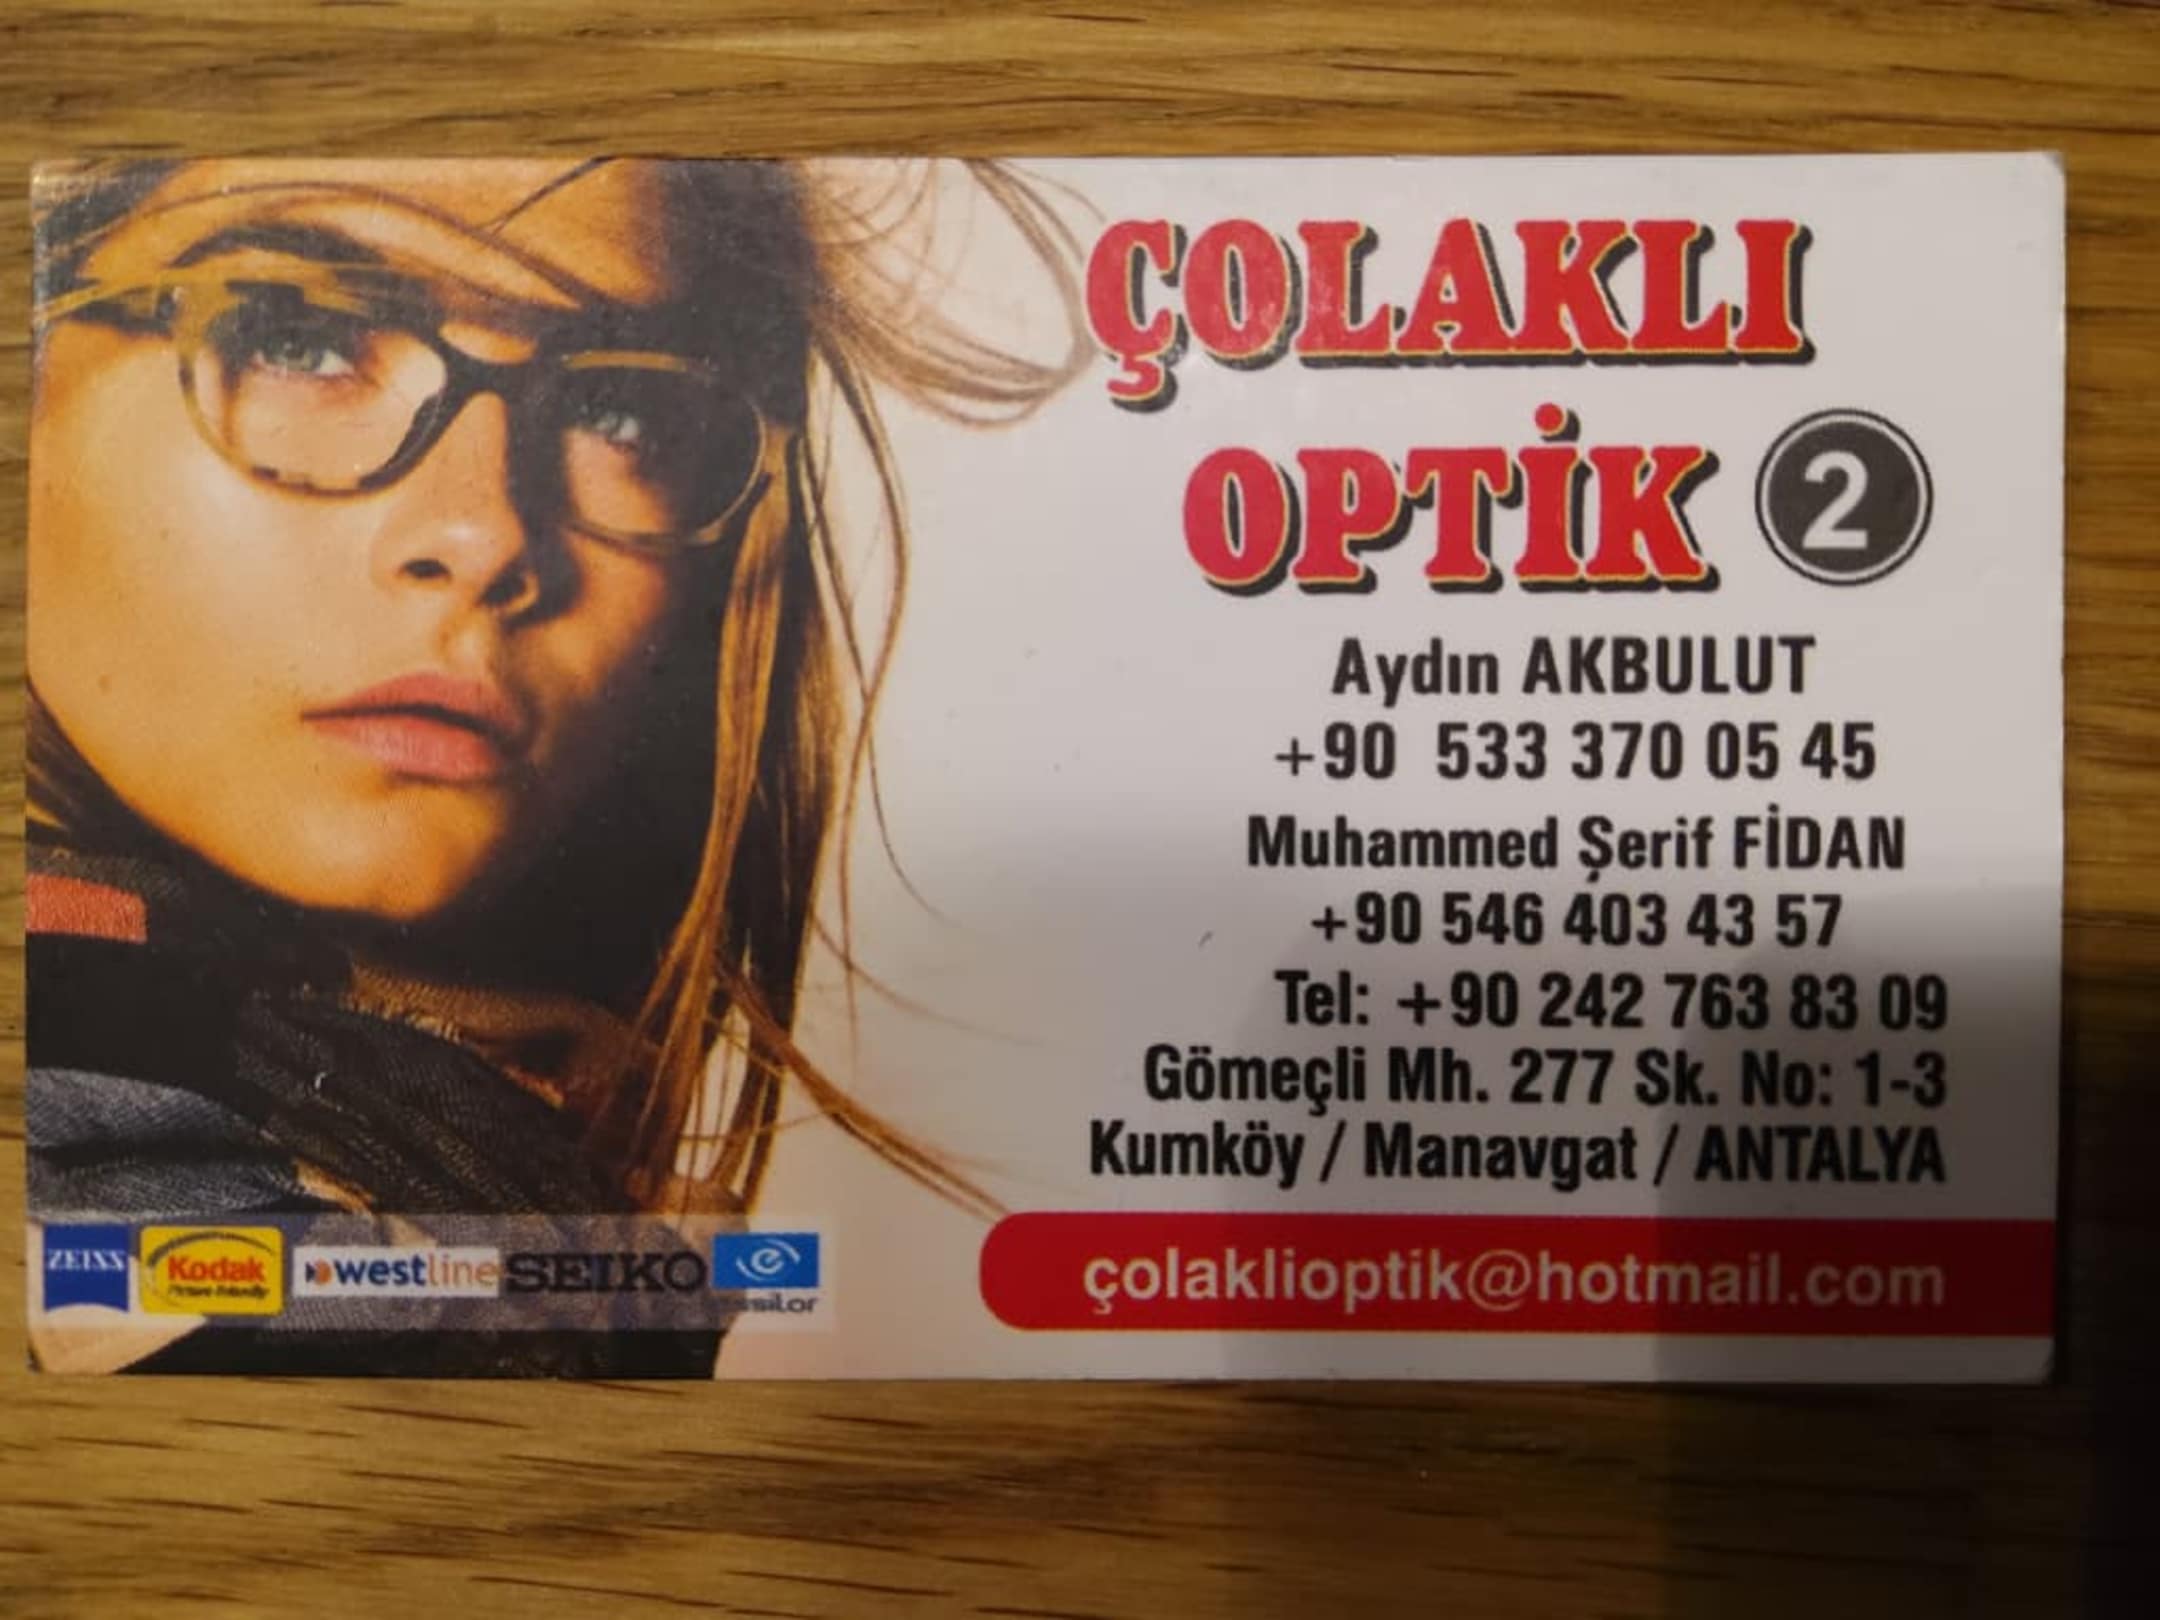 ÇOLAKLI
OPTİK 2
Aydın AKBULUT
+90 533 370 05 45
Muhammed Şerif FİDAN
+90 546 403 43 57
Tel: +90 242 763 83 09
Gömeçli Mh. 277 Sk. No: 1-3
Kumköy / Manavgat / ANTALYA
çolaklioptik@hotmail.com
ZEISS
Kodak
westline
SEIKO